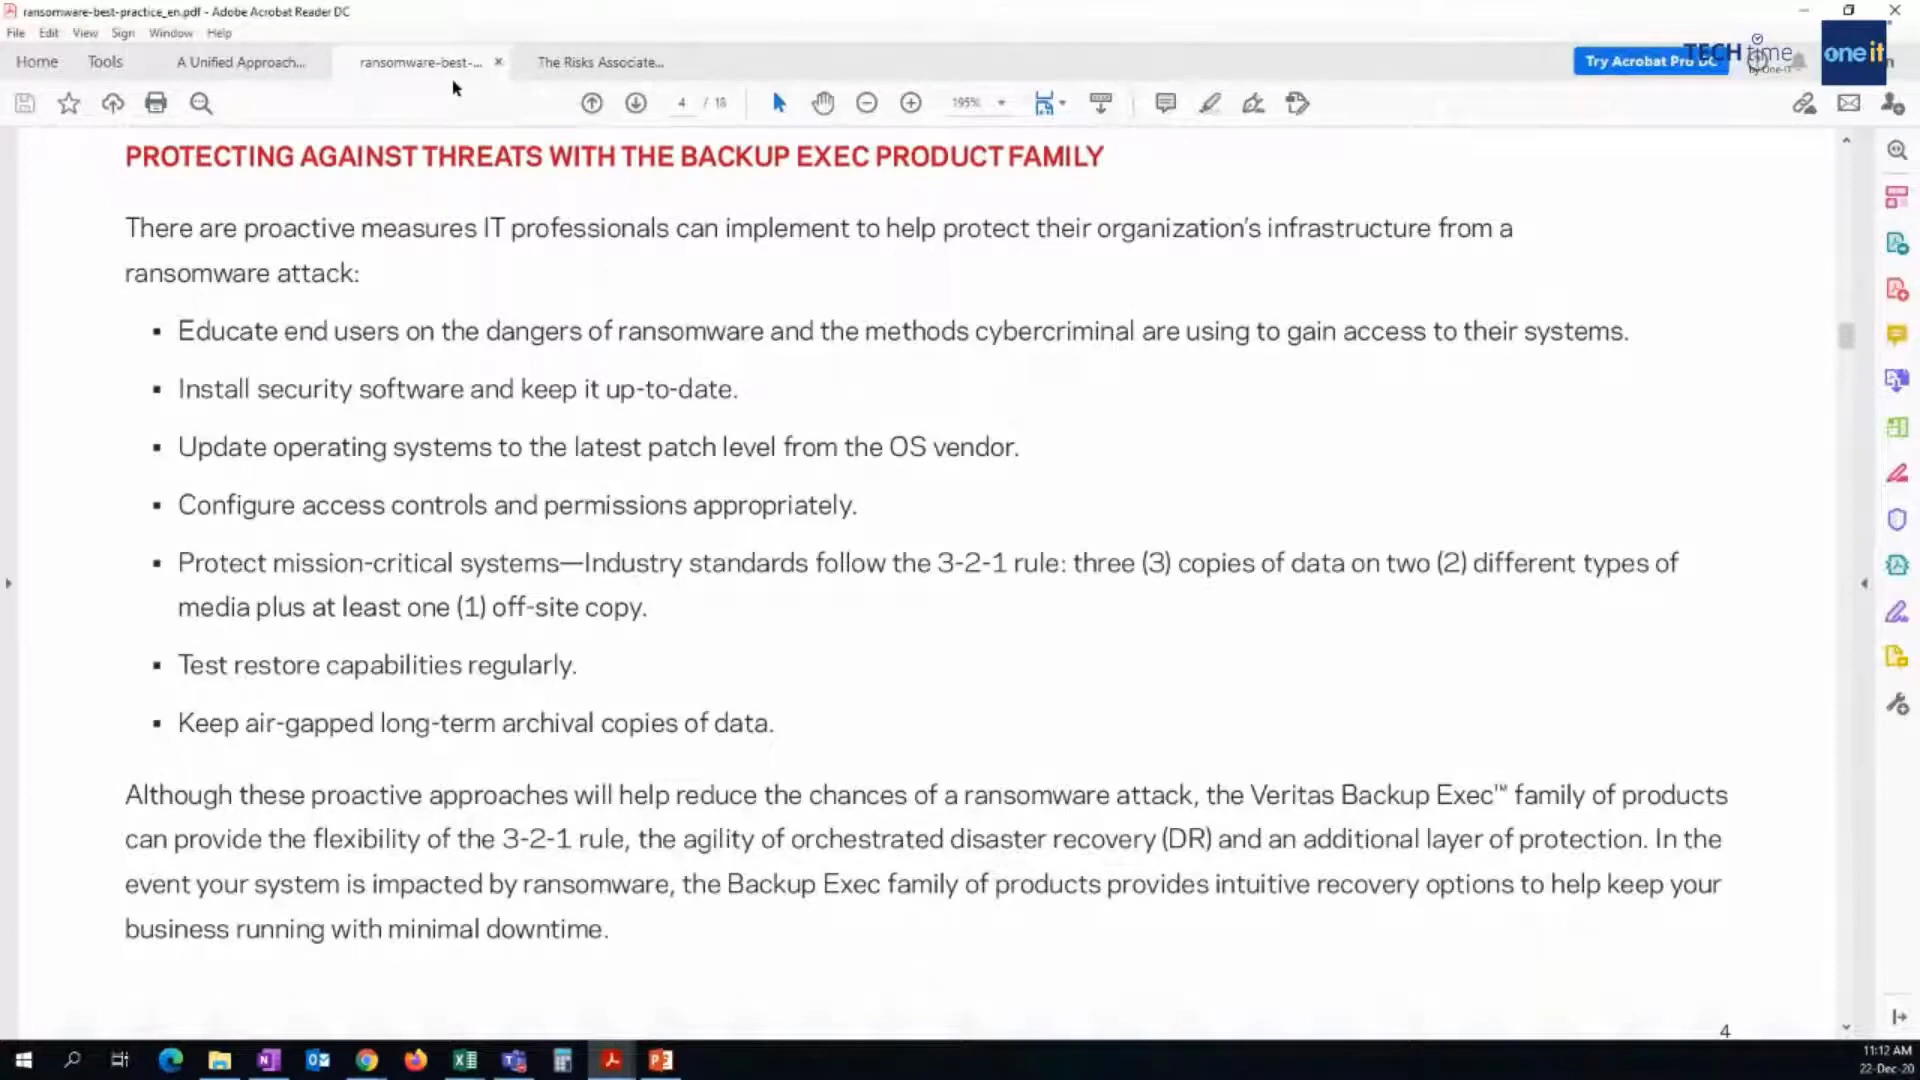 ransomware-best-practice_en.pdf - Adobe Acrobat Reader DC
File Edit View Sign Window Help
Home Tools A Unified Approach... ransomware-best-... The Risks Associate... Try Acrobat Pro DC
TECH time
by One-IT
one it
4 / 18 195%
PROTECTING AGAINST THREATS WITH THE BACKUP EXEC PRODUCT FAMILY
There are proactive measures IT professionals can implement to help protect their organization's infrastructure from a
ransomware attack:
▪ Educate end users on the dangers of ransomware and the methods cybercriminal are using to gain access to their systems.
▪ Install security software and keep it up-to-date.
▪ Update operating systems to the latest patch level from the OS vendor.
▪ Configure access controls and permissions appropriately.
▪ Protect mission-critical systems—Industry standards follow the 3-2-1 rule: three (3) copies of data on two (2) different types of
media plus at least one (1) off-site copy.
▪ Test restore capabilities regularly.
▪ Keep air-gapped long-term archival copies of data.
Although these proactive approaches will help reduce the chances of a ransomware attack, the Veritas Backup Exec™ family of products
can provide the flexibility of the 3-2-1 rule, the agility of orchestrated disaster recovery (DR) and an additional layer of protection. In the
event your system is impacted by ransomware, the Backup Exec family of products provides intuitive recovery options to help keep your
business running with minimal downtime.
4
11:12 AM
22-Dec-20